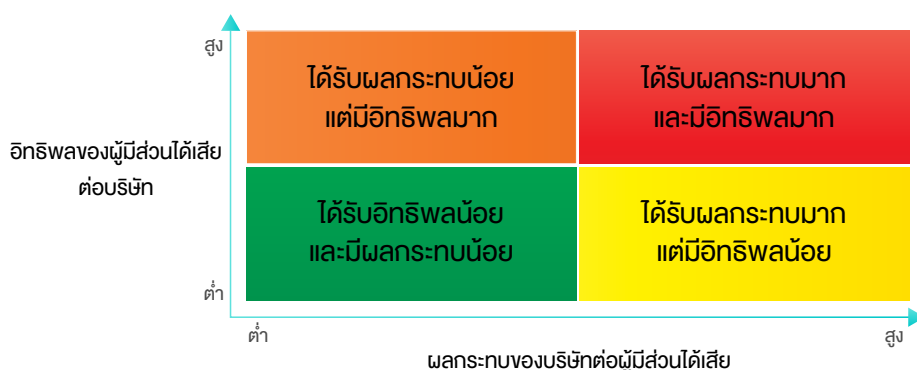 สูง
ได้รับผลกระทบน้อย
แต่มีอิทธิพลมาก
ได้รับผลกระทบมาก
และมีอิทธิพลมาก
อิทธิพลของผู้มีส่วนได้เสีย
ต่อบริษัท
ได้รับอิทธิพลน้อย
และมีผลกระทบน้อย
ได้รับผลกระทบมาก
แต่มีอิทธิพลน้อย
ต่ำ
ต่ำ
สูง
ผลกระทบของบริษัทต่อผู้มีส่วนได้เสีย